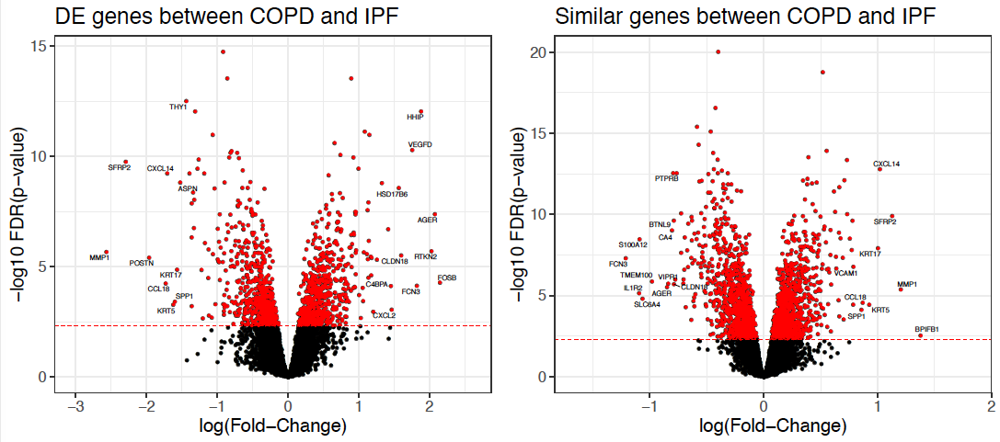 DE genes between COPD and IPF
−log10 FDR(p−value)
15
10
5
0
THY1
HHIP
VEGFD
SFRP2
CXCL14
ASPN
HSD17B6
AGER
MMP1
POSTN
RTKN2
CLDN18
KRT17
FOSB
CCL18
C4BPA
FCN3
SPP1
KRT5
CXCL2
−3
−2
−1
0
1
2
log(Fold−Change)
Similar genes between COPD and IPF
−log10 FDR(p−value)
20
15
10
5
0
CXCL14
PTPRB
SFRP2
BTNL9
CA4
S100A12
KRT17
FCN3
TMEM100
VIPR1
VCAM1
IL1R2
AGER
CLDN18
MMP1
SLC6A4
CCL18
KRT5
SPP1
BPIFB1
−1
0
1
2
log(Fold−Change)